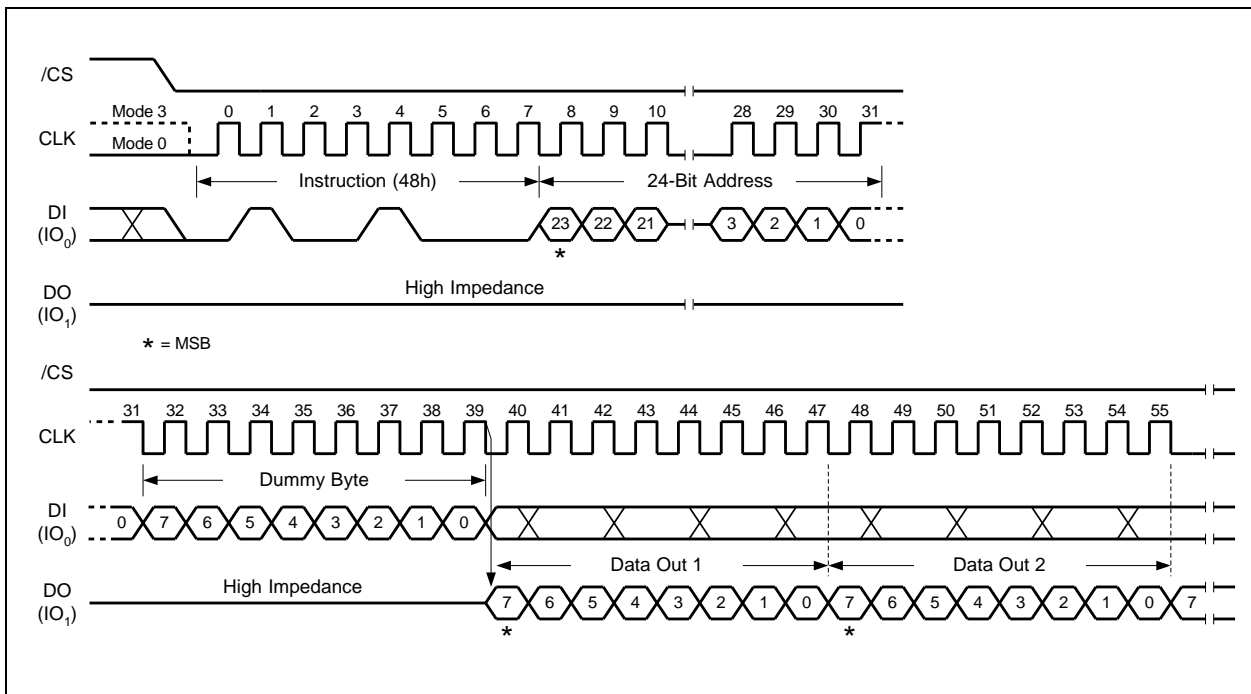 /CS
Mode 3 0 1 2 3 4 5 6 7 8 9 10 28 29 30 31
CLK
Mode 0
Instruction (48h) 24-Bit Address
DI
(IO0) 23 22 21 3 2 1 0
*
High Impedance
DO
(IO1)
* = MSB
/CS
31 32 33 34 35 36 37 38 39 40 41 42 43 44 45 46 47 48 49 50 51 52 53 54 55
CLK
Dummy Byte
DI
(IO0) 0 7 6 5 4 3 2 1 0
Data Out 1 Data Out 2
High Impedance
DO
(IO1) 7 6 5 4 3 2 1 0 7 6 5 4 3 2 1 0 7
* *